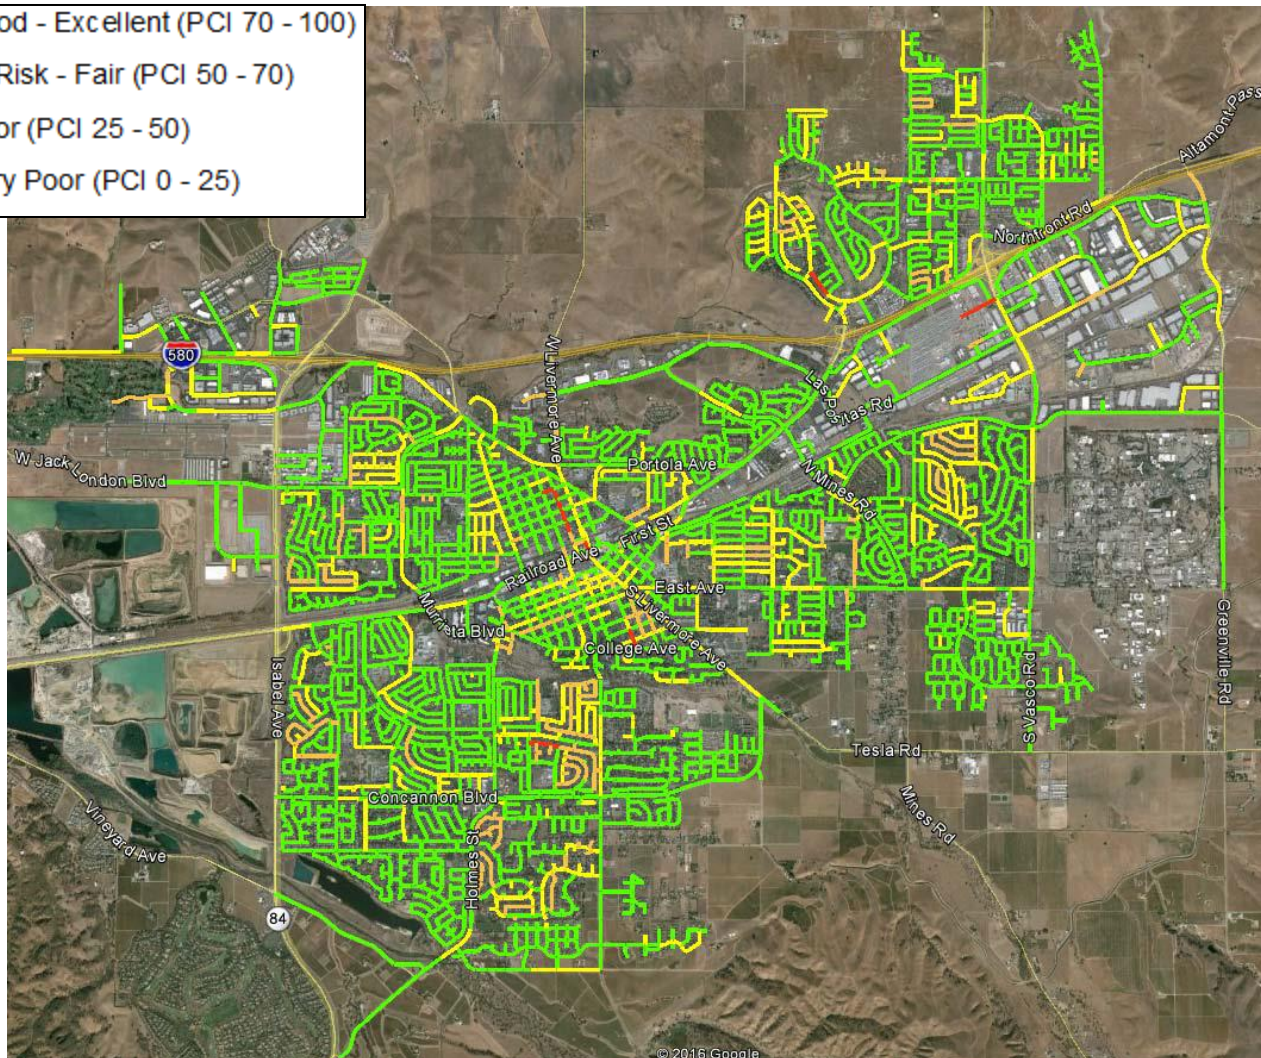 od - Excellent (PCI 70 - 100)
Risk - Fair (PCI 50 - 70)
or (PCI 25 - 50)
ry Poor (PCI 0 - 25)
Altamont Pass
Northfront Rd
580
N Livermore Ave
Las Positas Rd
W Jack London Blvd
Portola Ave
N Mines Rd
First St
Railroad Ave
East Ave
S Livermore Ave
Murrieta Blvd
College Ave
Greenville Rd
Isabel Ave
S Vasco Rd
Tesla Rd
Concannon Blvd
Mines Rd
Vineyard Ave
Holmes St
84
© 2016 Google